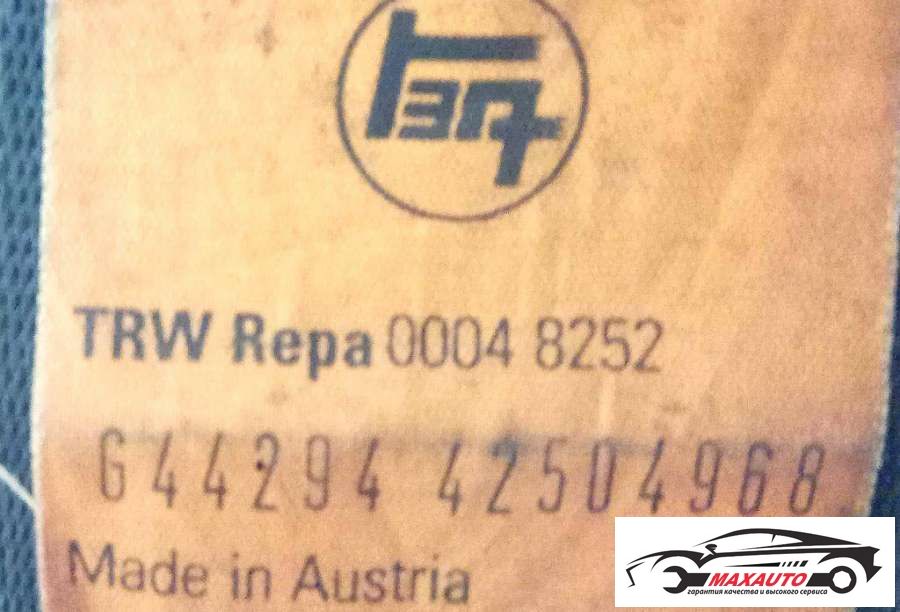 TRW Repa 0004 8252
G44294 42504968
Made in Austria
MAXAUTO
гарантия качества и высокого сервиса